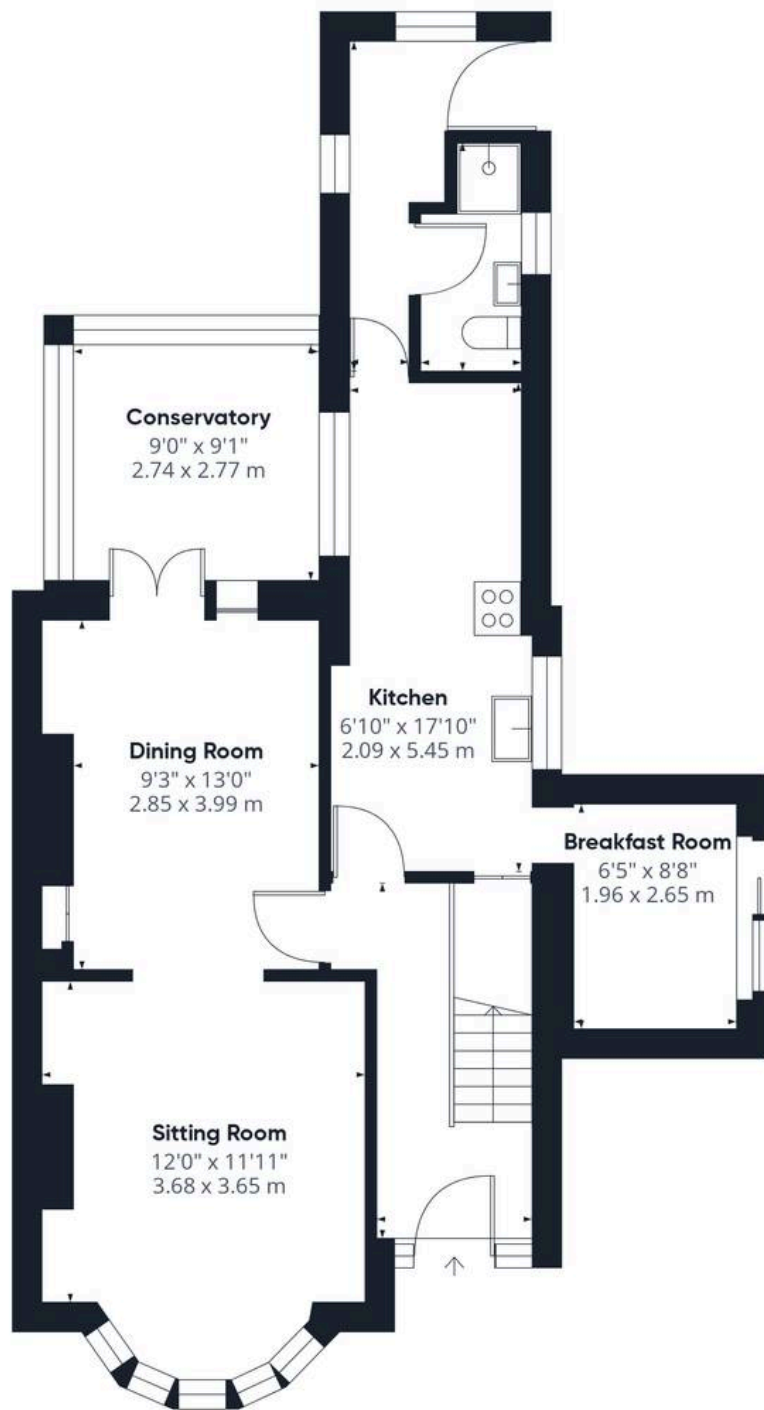 Conservatory
9'0" x 9'1"
2.74 x 2.77 m
Kitchen
6'10" x 17'10"
2.09 x 5.45 m
Dining Room
9'3" x 13'0"
2.85 x 3.99 m
Breakfast Room
6'5" x 8'8"
1.96 x 2.65 m
Sitting Room
12'0" x 11'11"
3.68 x 3.65 m